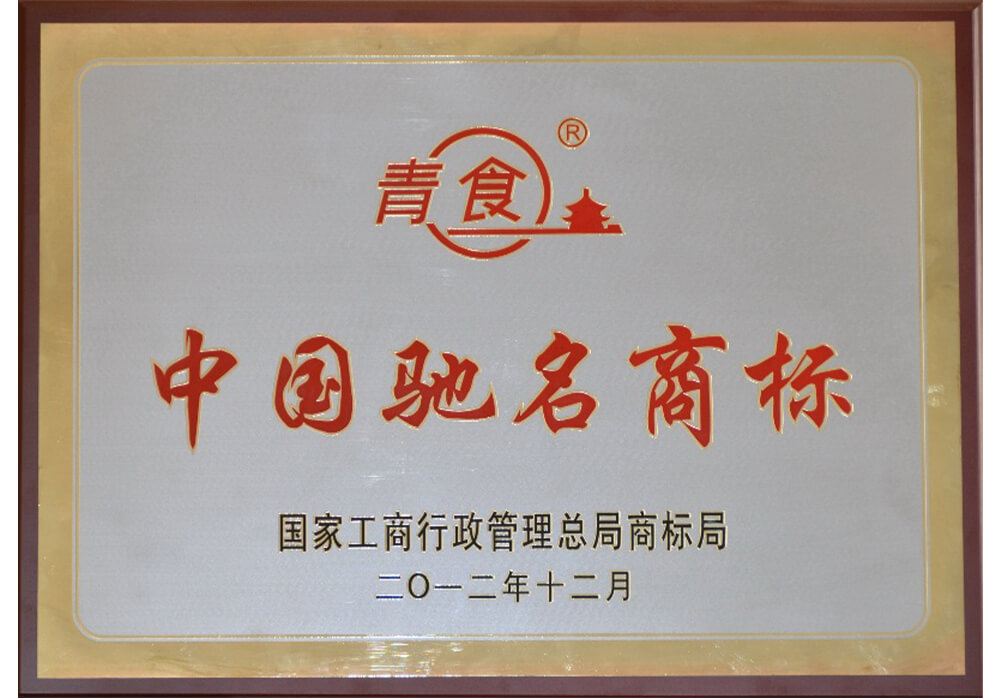 青食®
中国驰名商标
国家工商行政管理总局商标局
二〇一二年十二月